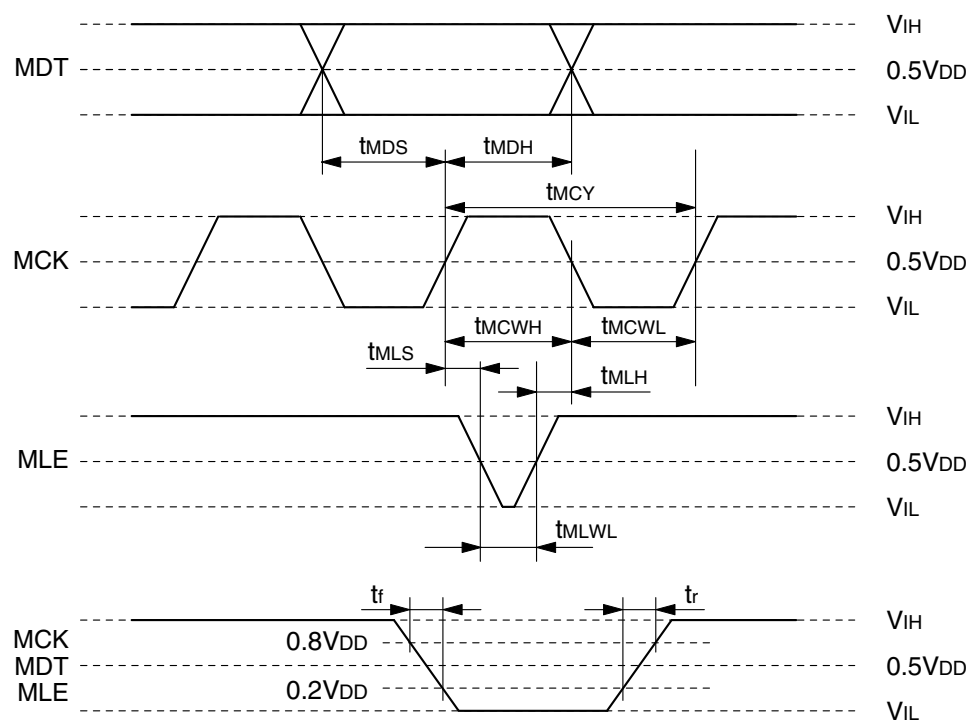 VIH
MDT
0.5VDD
VIL
tMDS
tMDH
tMCY
VIH
MCK
0.5VDD
VIL
tMCWH
tMCWL
tMLS
tMLH
VIH
MLE
0.5VDD
VIL
tMLWL
tf
tr
VIH
MCK
0.8VDD
MDT
0.5VDD
MLE
0.2VDD
VIL